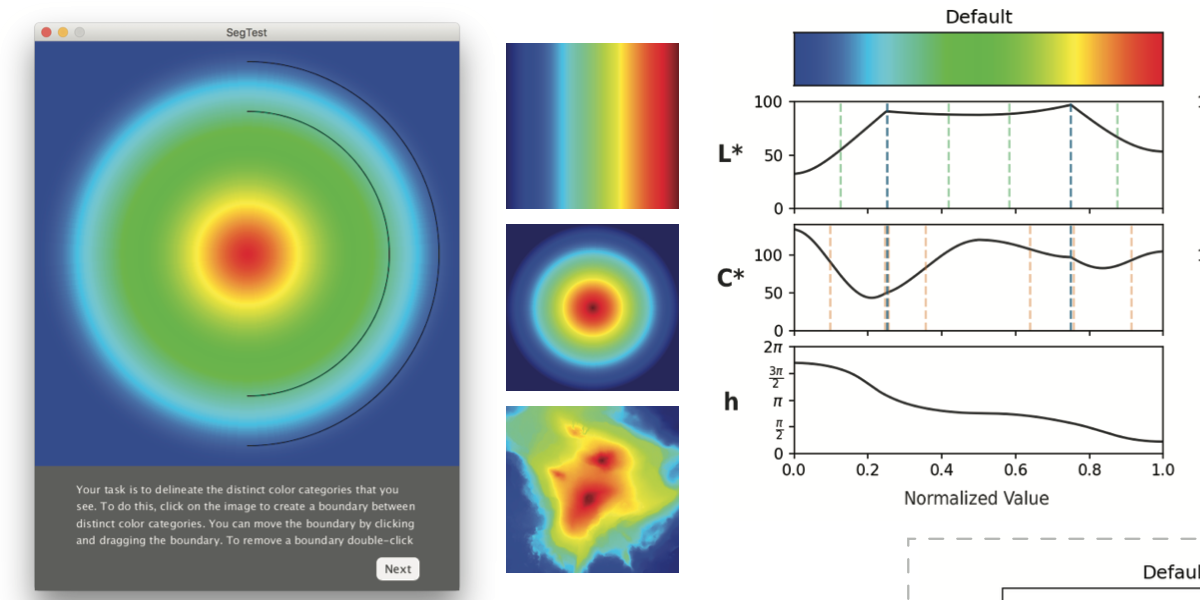 SegTest
Your task is to delineate the distinct color categories that you
see. To do this, click on the image to create a boundary between
distinct color categories. You can move the boundary by clicking
and dragging the boundary. To remove a boundary double-click
Next
Default
100
L*
50
0
100
C*
50
0
2π
3π/2
h
π
π/2
0
0.0 0.2 0.4 0.6 0.8 1.0
Normalized Value